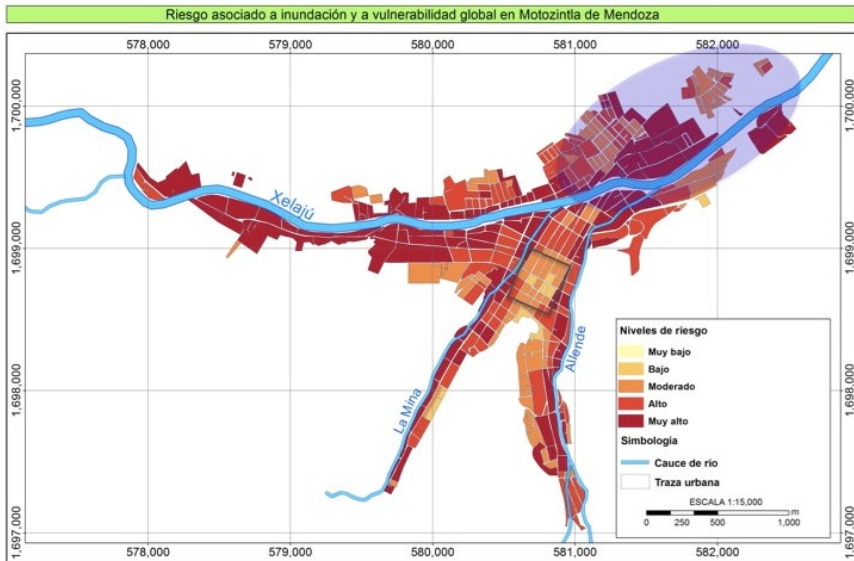 Riesgo asociado a inundación y a vulnerabilidad global en Motozintla de Mendoza
578,000 579,000 580,000 581,000 582,000
1,700,000 1,700,000
Xelajú
1,699,000 1,699,000
Allende
La Mina
1,698,000 1,698,000
Niveles de riesgo
Muy bajo
Bajo
Moderado
Alto
Muy alto
Simbología
Cauce de río
Traza urbana
ESCALA 1:15,000
0 250 500 1,000 m
1,697,000 1,697,000
578,000 579,000 580,000 581,000 582,000